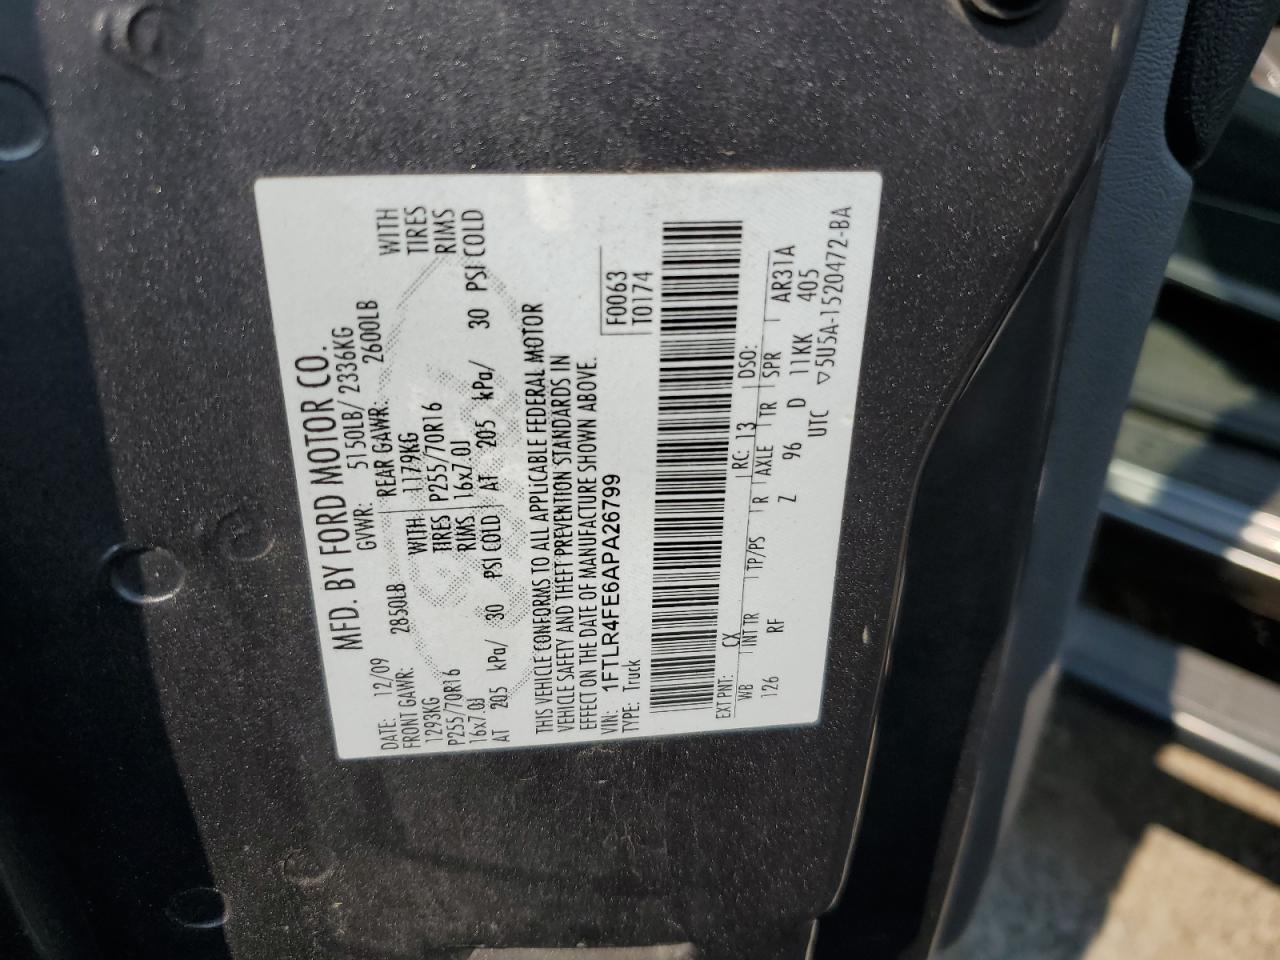 MFD. BY FORD MOTOR CO.
DATE: 12/09 GVWR: 5150LB/ 2336KG
FRONT GAWR: 2850LB REAR GAWR: 2600LB
1293KG WITH 1179KG WITH
P255/70R16 TIRES P255/70R16 TIRES
16x7.0J RIMS 16x7.0J RIMS
AT 205 kPa/ 30 PSI COLD AT 205 kPa/ 30 PSI COLD
THIS VEHICLE CONFORMS TO ALL APPLICABLE FEDERAL MOTOR
VEHICLE SAFETY AND THEFT PREVENTION STANDARDS IN
EFFECT ON THE DATE OF MANUFACTURE SHOWN ABOVE.
VIN: 1FTLR4FE6APA26799 F0063
TYPE: Truck T0174
EXT PNT: CX RC: 13 DSO:
WB INT TR TP/PS R AXLE TR SPR AR31A
126 RF Z 96 D 11KK 405
UTC ▽5U5A-1520472-BA